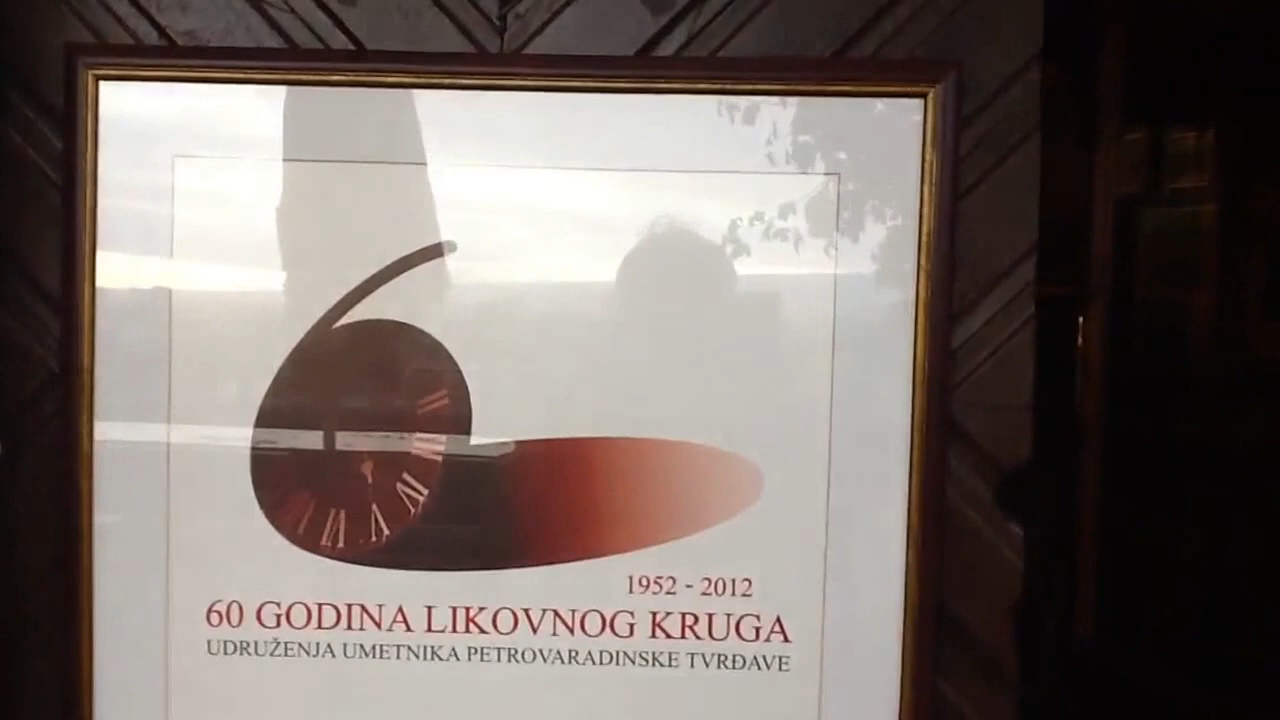 1952 - 2012
60 GODINA LIKOVNOG KRUGA
UDRUŽENJA UMETNIKA PETROVARADINSKE TVRĐAVE